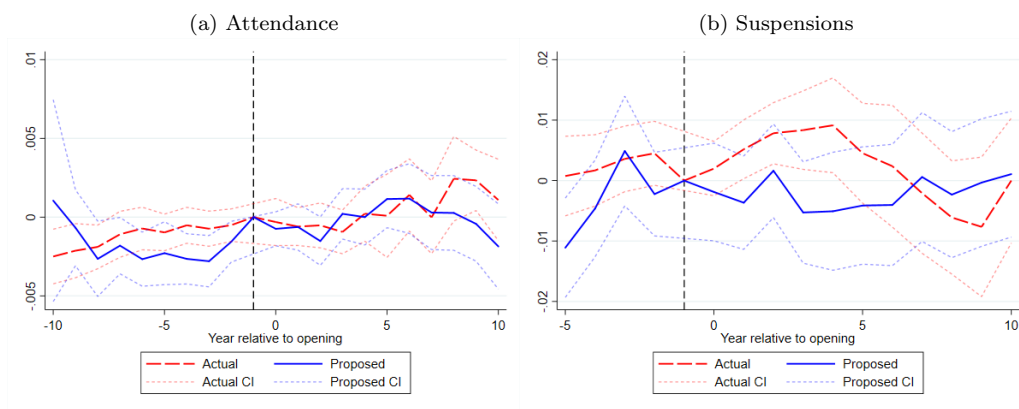 (a) Attendance
(b) Suspensions
.01
.005
0
-.005
-10
-5
0
5
10
Year relative to opening
Actual
Proposed
Actual CI
Proposed CI
.02
.01
0
-.01
-.02
-5
0
5
10
Year relative to opening
Actual
Proposed
Actual CI
Proposed CI